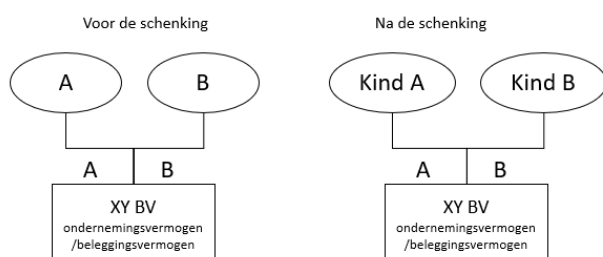 Voor de schenking
Na de schenking
A
B
Kind A
Kind B
A
B
A
B
XY BV
ondernemingsvermogen
/beleggingsvermogen
XY BV
ondernemingsvermogen
/beleggingsvermogen